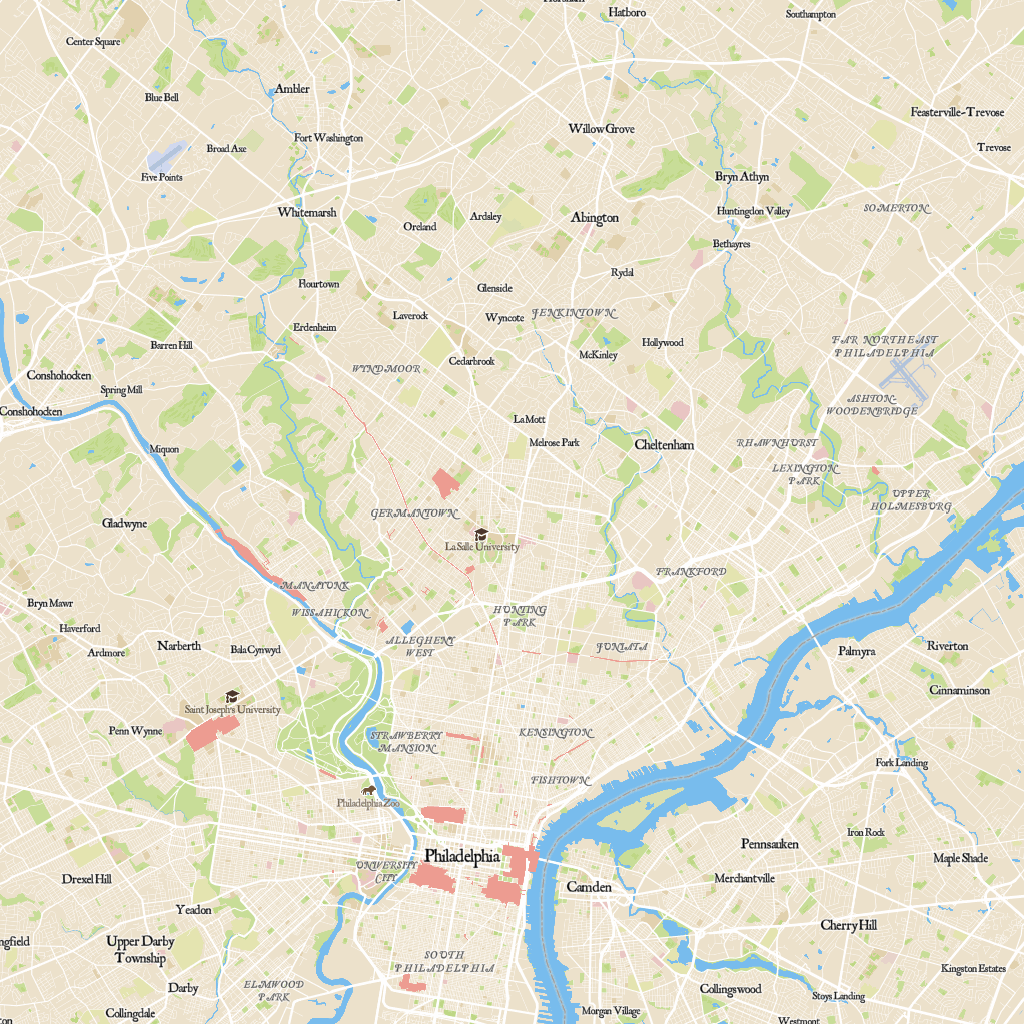 Hatboro
Southampton
Center Square
Ambler
Blue Bell
Feasterville-Trevose
Willow Grove
Fort Washington
Broad Axe
Trevose
Five Points
Bryn Athyn
Whitemarsh
Ardsley
Abington
Huntingdon Valley
SOMERTON
Oreland
Bethayres
Rydal
Flourtown
Glenside
Laverock
Wyncote
JENKINTOWN
Erdenheim
Barren Hill
Hollywood
FAR NORTHEAST
PHILADELPHIA
McKinley
Cedarbrook
WYNDMOOR
Conshohocken
Spring Mill
ASHTON-
WOODENBRIDGE
Conshohocken
La Mott
Melrose Park
Cheltenham
RHAWNHURST
Miquon
LEXINGTON
PARK
UPPER
HOLMESBURG
GERMANTOWN
Gladwyne
La Salle University
FRANKFORD
MANAYUNK
Bryn Mawr
WISSAHICKON
HUNTING
PARK
Haverford
ALLEGHENY
WEST
JUNIATA
Narberth
Bala Cynwyd
Ardmore
Palmyra
Riverton
Cinnaminson
Saint Joseph's University
Penn Wynne
STRAWBERRY
MANSION
KENSINGTON
Fork Landing
FISHTOWN
Philadelphia Zoo
Iron Rock
Pennsauken
Philadelphia
Maple Shade
UNIVERSITY
CITY
Drexel Hill
Merchantville
Camden
Yeadon
Cherry Hill
Upper Darby
Township
SOUTH
PHILADELPHIA
Kingston Estates
Darby
ELMWOOD
PARK
Collingswood
Stoys Landing
Collingdale
Morgan Village
Westmont